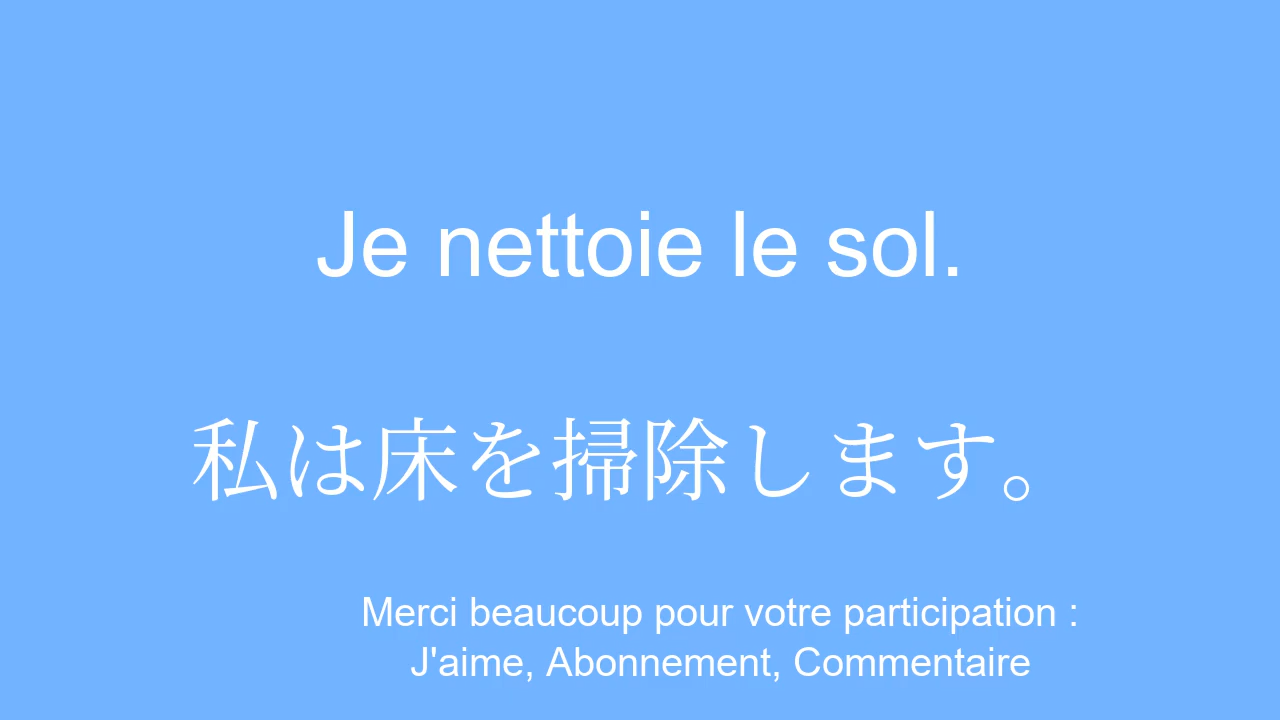 Je nettoie le sol.
私は床を掃除します。
Merci beaucoup pour votre participation :
J'aime, Abonnement, Commentaire